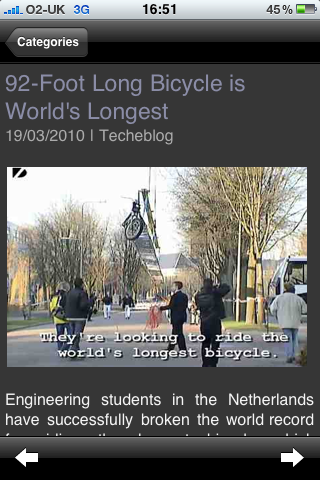 O2-UK 3G 16:51 45%
Categories
92-Foot Long Bicycle is
World's Longest
19/03/2010 | Techeblog
They're looking to ride the
world's longest bicycle.
Engineering students in the Netherlands
have successfully broken the world record